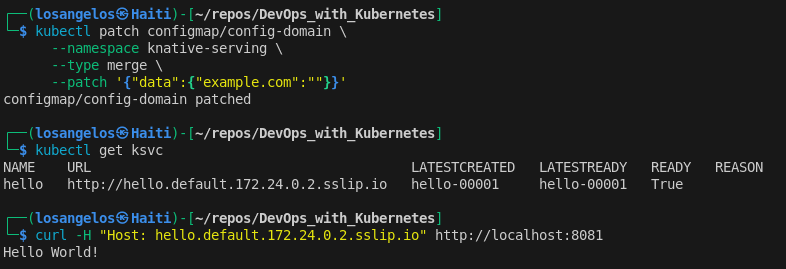 ┌──(losangelos㉿Haiti)-[~/repos/DevOps_with_Kubernetes]
└─$ kubectl patch configmap/config-domain \
      --namespace knative-serving \
      --type merge \
      --patch '{"data":{"example.com":""}}'
configmap/config-domain patched
┌──(losangelos㉿Haiti)-[~/repos/DevOps_with_Kubernetes]
└─$ kubectl get ksvc
NAME    URL                                       LATESTCREATED   LATESTREADY   READY   REASON
hello   http://hello.default.172.24.0.2.sslip.io   hello-00001     hello-00001   True
┌──(losangelos㉿Haiti)-[~/repos/DevOps_with_Kubernetes]
└─$ curl -H "Host: hello.default.172.24.0.2.sslip.io" http://localhost:8081
Hello World!